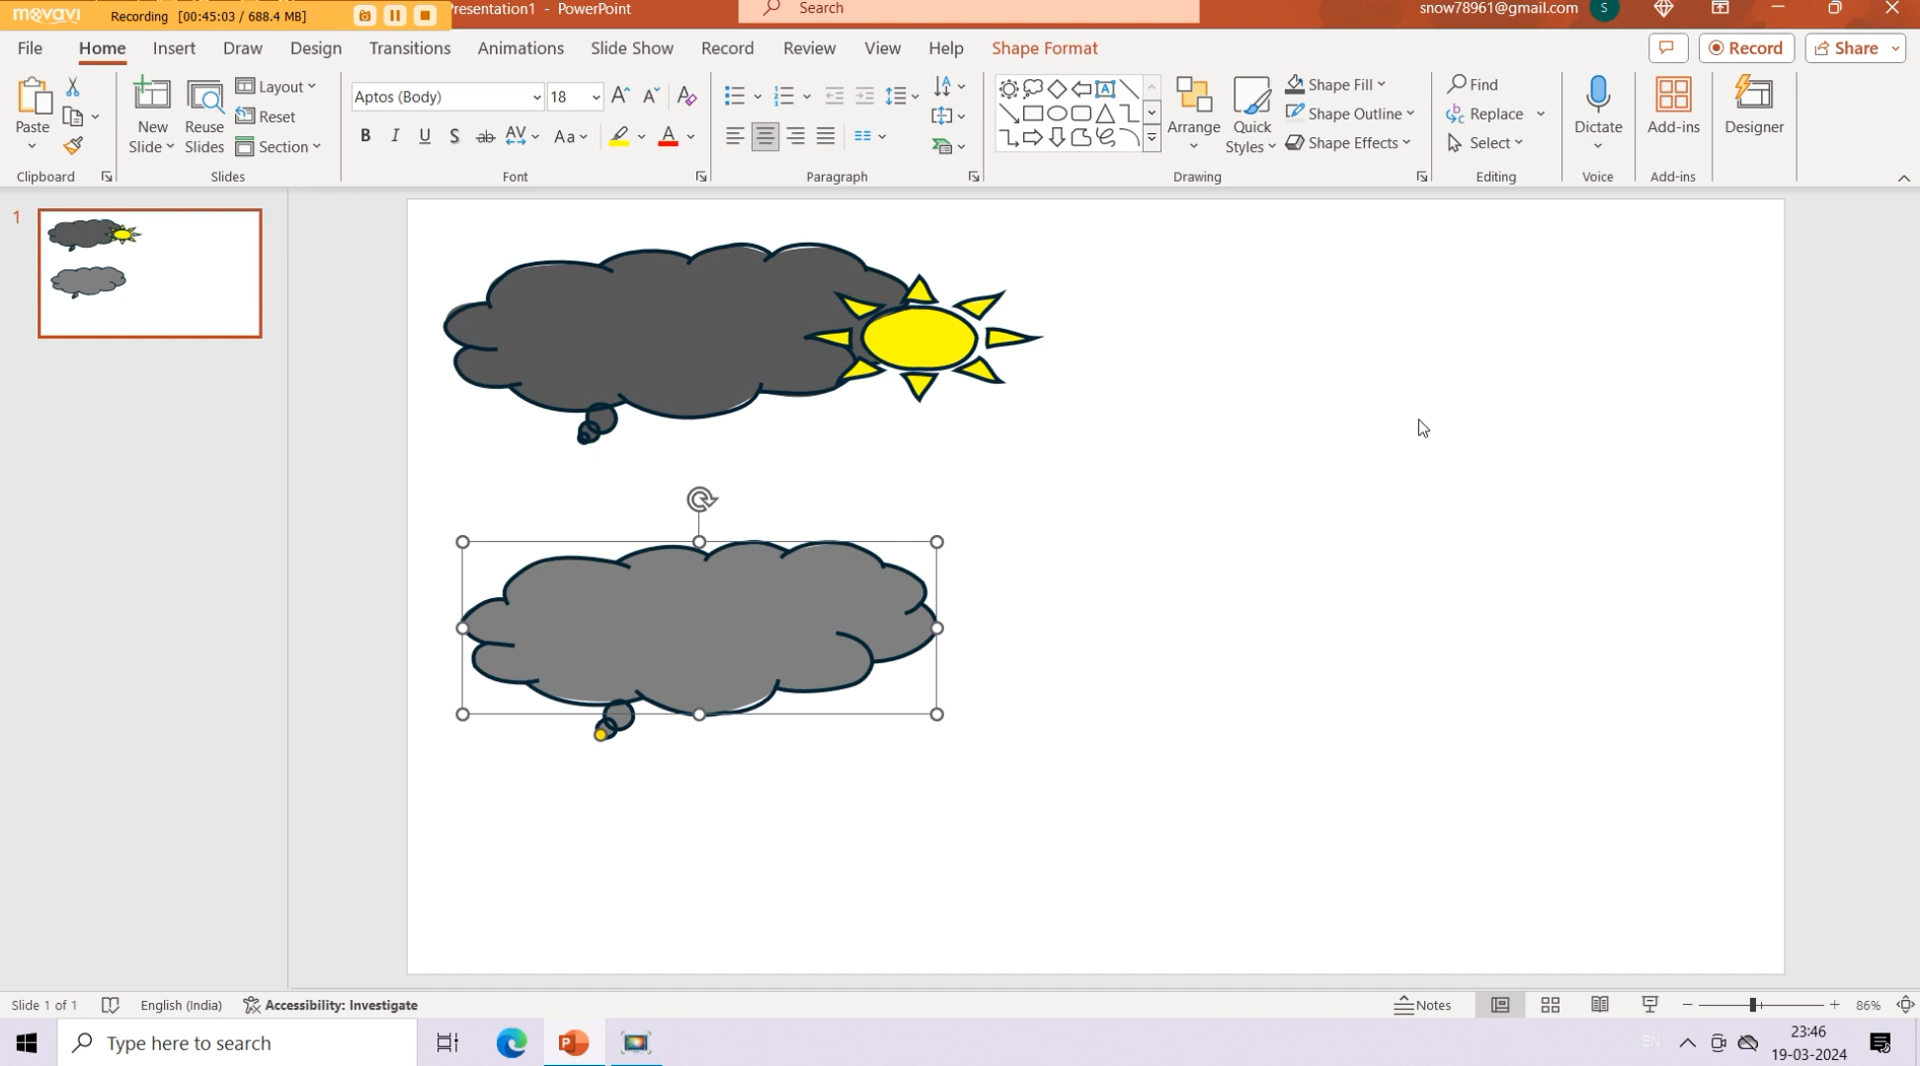 movavi Recording [00:45:03 / 688.4 MB] Presentation1 - PowerPoint Search snow78961@gmail.com S
File Home Insert Draw Design Transitions Animations Slide Show Record Review View Help Shape Format Record Share
Paste New Slide Reuse Slides Layout Reset Section
Aptos (Body) 18
B I U S ab AV Aa A
Arrange Quick Styles Shape Fill Shape Outline Shape Effects
Find Replace Select
Dictate Add-ins Designer
Clipboard Slides Font Paragraph Drawing Editing Voice Add-ins
1
Slide 1 of 1 English (India) Accessibility: Investigate Notes 86%
Type here to search EN 23:46
19-03-2024